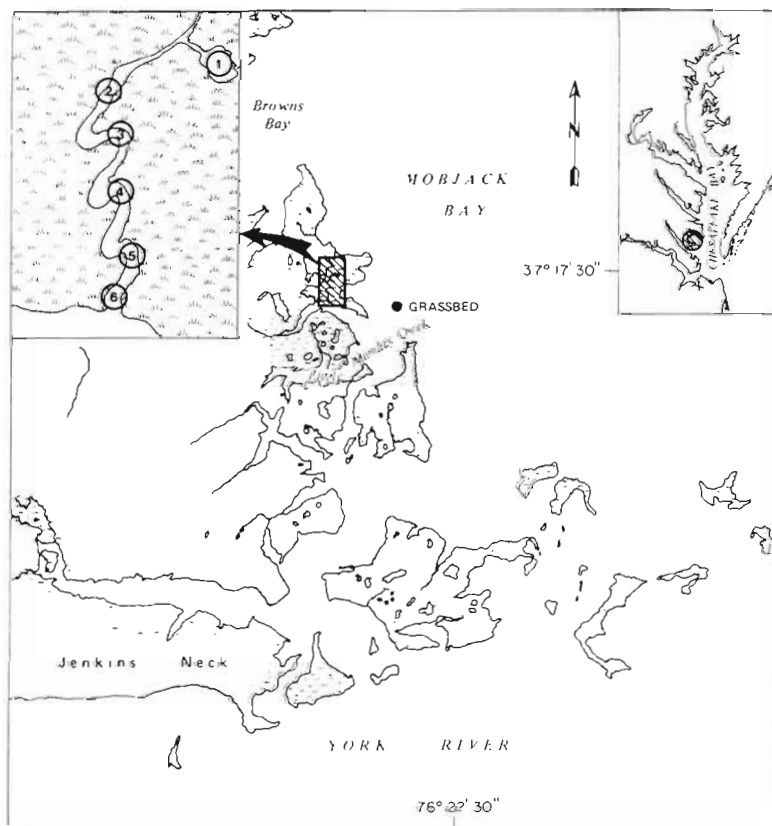 1
2
3
4
5
6
Browns
Bay
N
MOBJACK
BAY
CHESAPEAKE BAY
37° 17' 30"
GRASSBED
Creek
Jenkins Neck
YORK RIVER
76° 22' 30"